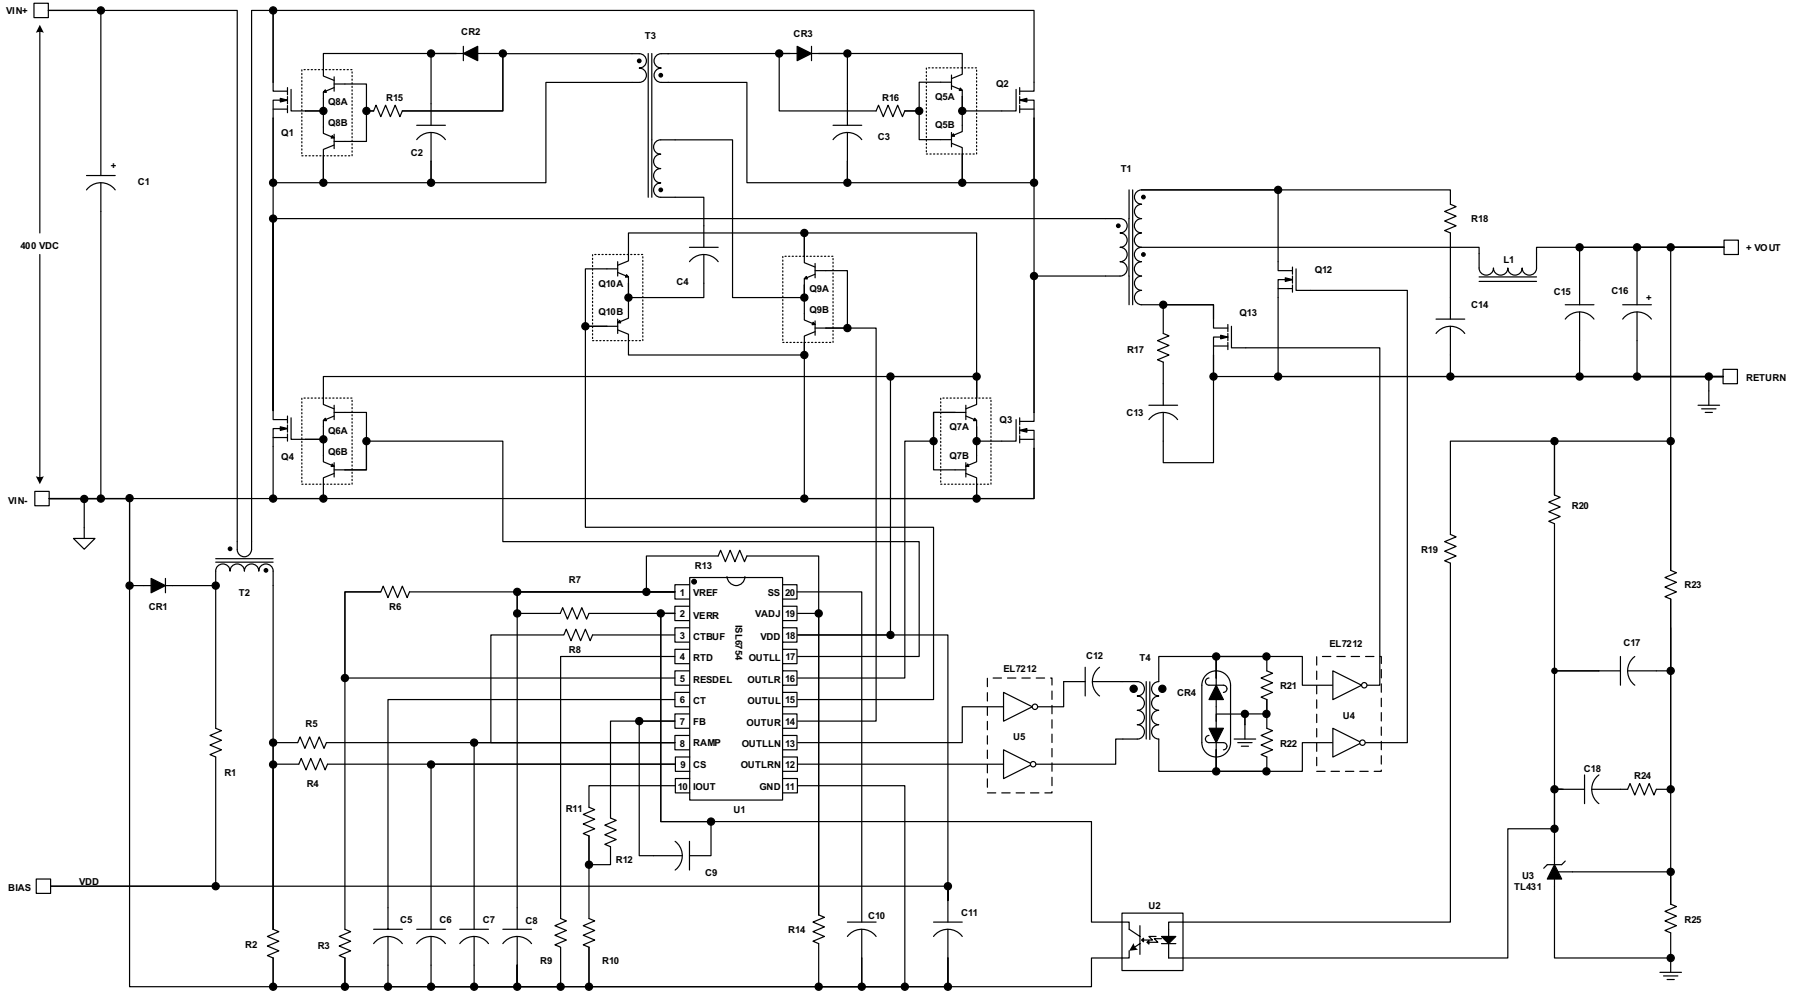 VIN+
CR2
T3
CR3
Q8A
Q8B
R15
Q1
C2
R16
C3
Q5A
Q5B
Q2
+
C1
T1
R18
400 VDC
+ VOUT
L1
Q10A
Q10B
C4
Q9A
Q9B
Q12
C15
C16
+
C14
Q13
R17
RETURN
C13
Q6A
Q6B
Q4
Q7A
Q7B
Q3
VIN-
R20
R19
R13
T2
CR1
R6
R7
R8
R23
1 VREF
2 VERR
3 CTBUF
4 RTD
5 RESDEL
6 CT
7 FB
8 RAMP
9 CS
10 IOUT
ISL6754
SS 20
VADJ 19
VDD 18
OUTLL 17
OUTLR 16
OUTUL 15
OUTUR 14
OUTLLN 13
OUTLRN 12
GND 11
U1
C17
C12
T4
EL7212
EL7212
CR4
R21
R22
U4
U5
R5
R4
R1
C18
R24
R11
R12
C9
U3
TL431
BIAS
VDD
R2
R3
C5
C6
C7
C8
R9
R10
R14
C10
C11
U2
R25